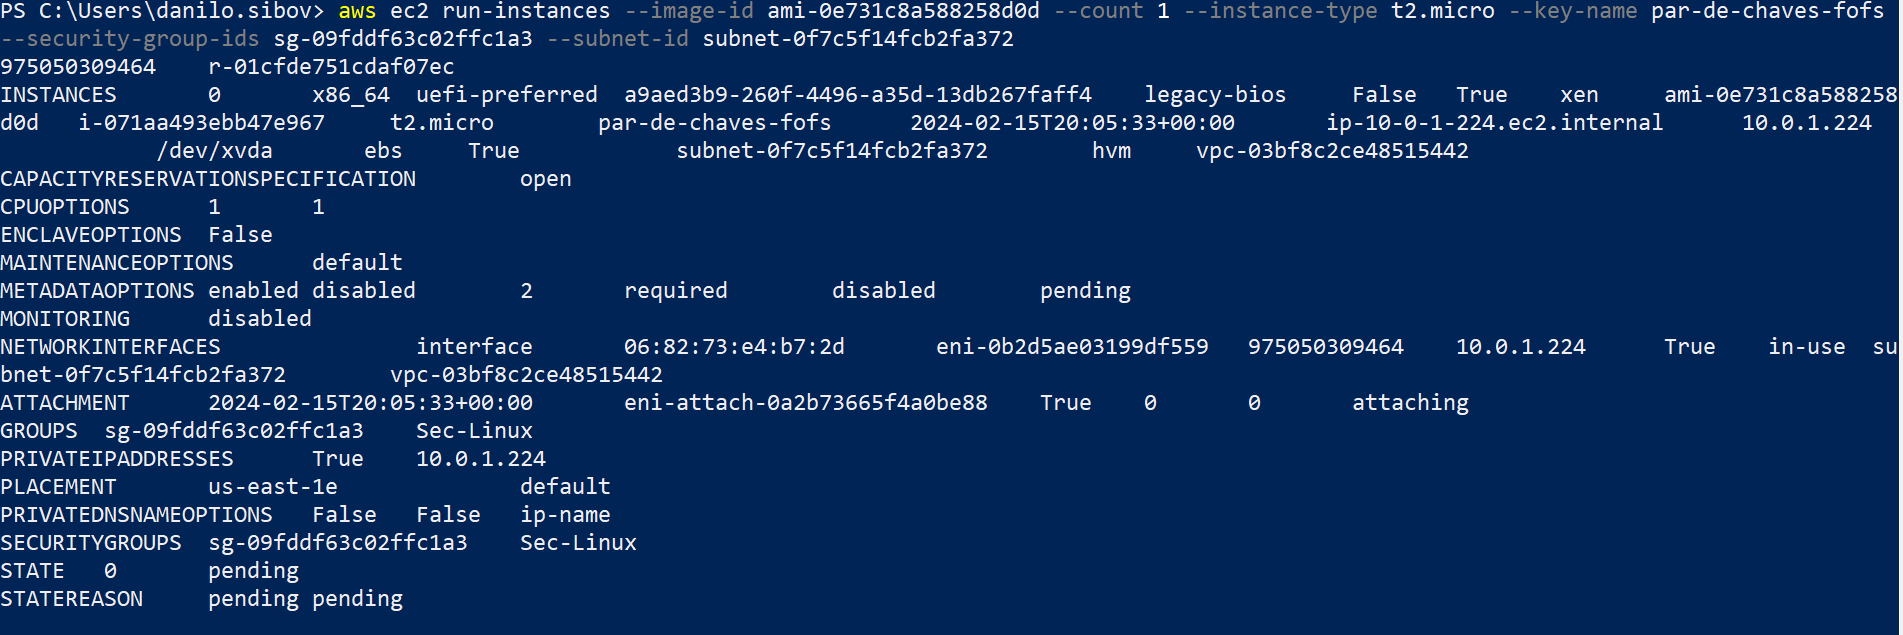 PS C:\Users\danilo.sibov> aws ec2 run-instances --image-id ami-0e731c8a588258d0d --count 1 --instance-type t2.micro --key-name par-de-chaves-fofs
--security-group-ids sg-09fddf63c02ffc1a3 --subnet-id subnet-0f7c5f14fcb2fa372
975050309464 r-01cfde751cdaf07ec
INSTANCES 0 x86_64 uefi-preferred a9aed3b9-260f-4496-a35d-13db267faff4 legacy-bios False True xen ami-0e731c8a588258
d0d i-071aa493ebb47e967 t2.micro par-de-chaves-fofs 2024-02-15T20:05:33+00:00 ip-10-0-1-224.ec2.internal 10.0.1.224
/dev/xvda ebs True subnet-0f7c5f14fcb2fa372 hvm vpc-03bf8c2ce48515442
CAPACITYRESERVATIONSPECIFICATION open
CPUOPTIONS 1 1
ENCLAVEOPTIONS False
MAINTENANCEOPTIONS default
METADATAOPTIONS enabled disabled 2 required disabled pending
MONITORING disabled
NETWORKINTERFACES interface 06:82:73:e4:b7:2d eni-0b2d5ae03199df559 975050309464 10.0.1.224 True in-use su
bnet-0f7c5f14fcb2fa372 vpc-03bf8c2ce48515442
ATTACHMENT 2024-02-15T20:05:33+00:00 eni-attach-0a2b73665f4a0be88 True 0 0 attaching
GROUPS sg-09fddf63c02ffc1a3 Sec-Linux
PRIVATEIPADDRESSES True 10.0.1.224
PLACEMENT us-east-1e default
PRIVATEDNSNAMEOPTIONS False False ip-name
SECURITYGROUPS sg-09fddf63c02ffc1a3 Sec-Linux
STATE 0 pending
STATEREASON pending pending